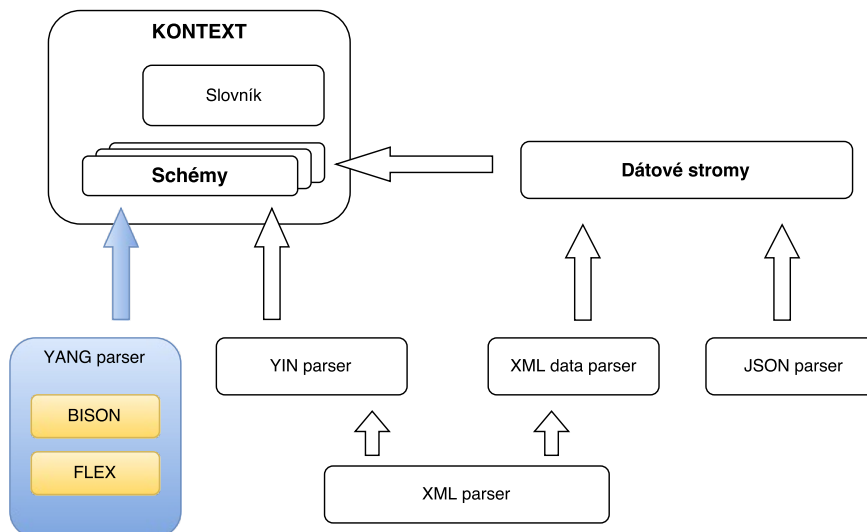 KONTEXT
Slovník
Schémy
Dátové stromy
YANG parser
BISON
FLEX
YIN parser
XML data parser
JSON parser
XML parser